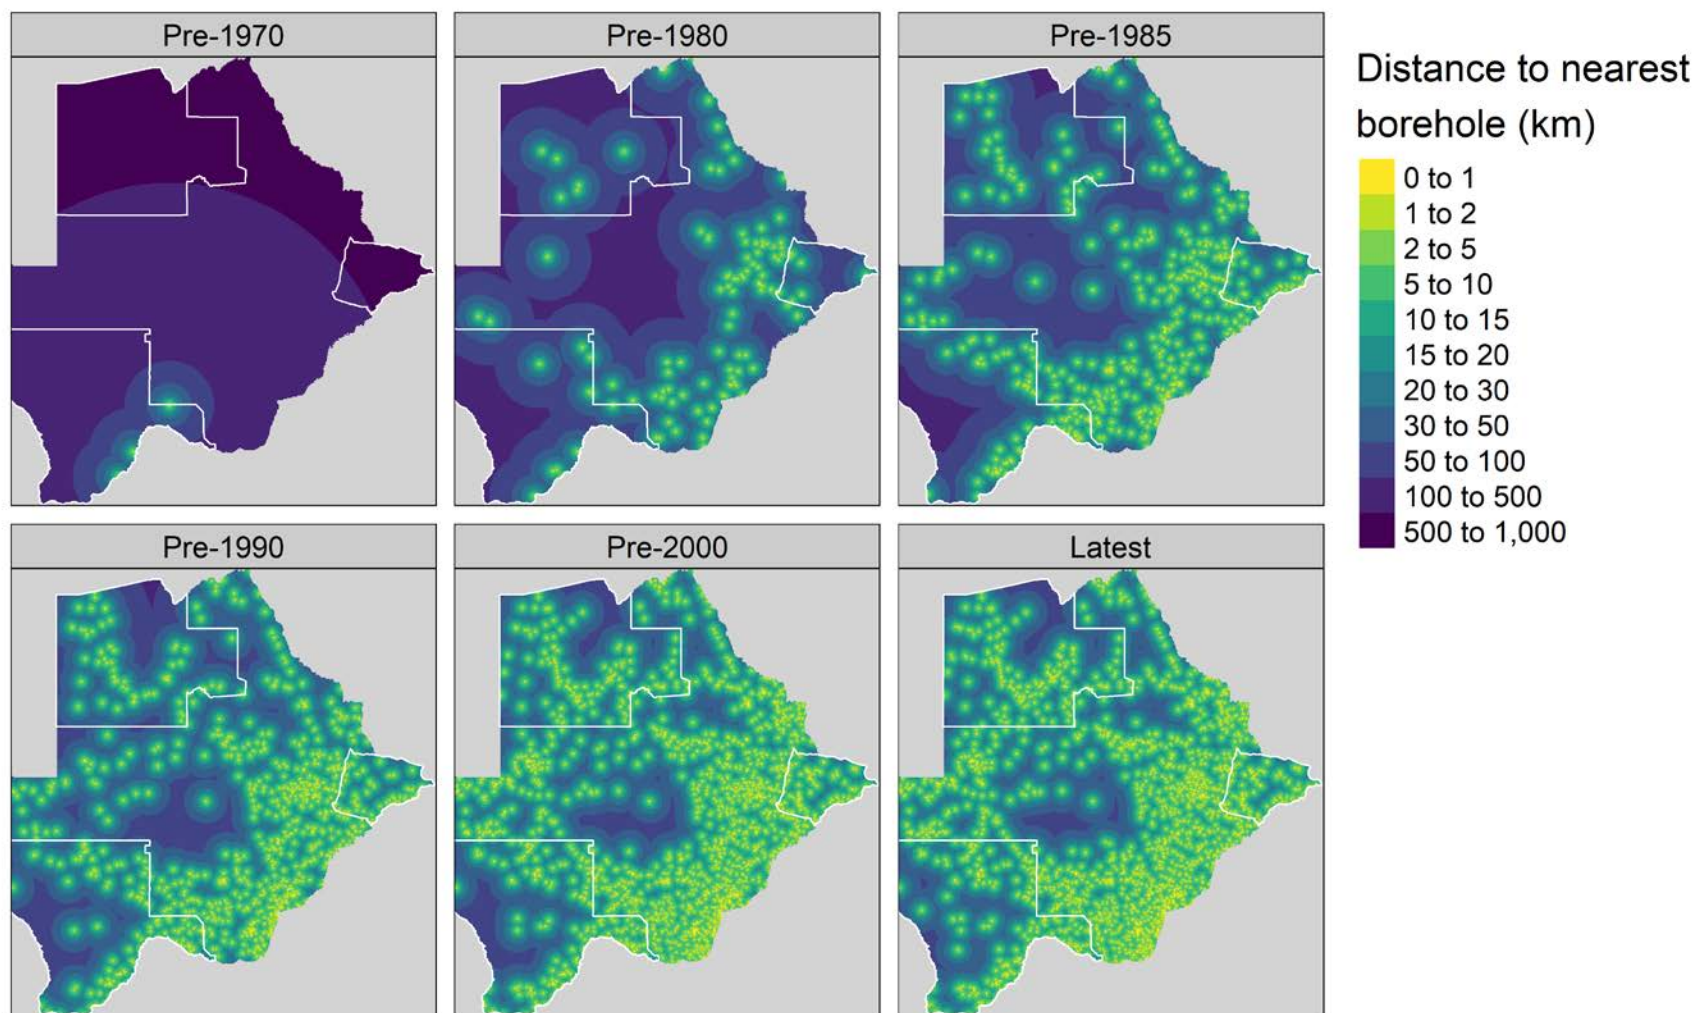 Pre-1970
Pre-1980
Pre-1985
Distance to nearest
borehole (km)
0 to 1
1 to 2
2 to 5
5 to 10
10 to 15
15 to 20
20 to 30
30 to 50
50 to 100
100 to 500
500 to 1,000
Pre-1990
Pre-2000
Latest